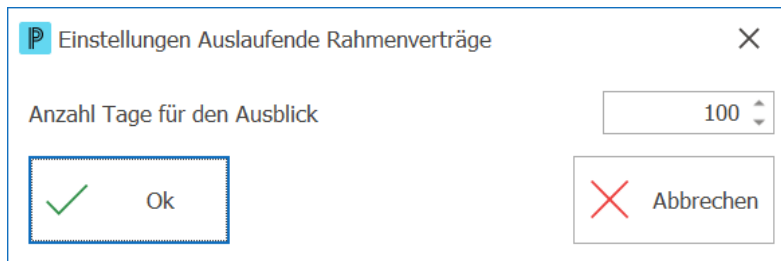 Einstellungen Auslaufende Rahmenverträge
Anzahl Tage für den Ausblick 100
Ok Abbrechen